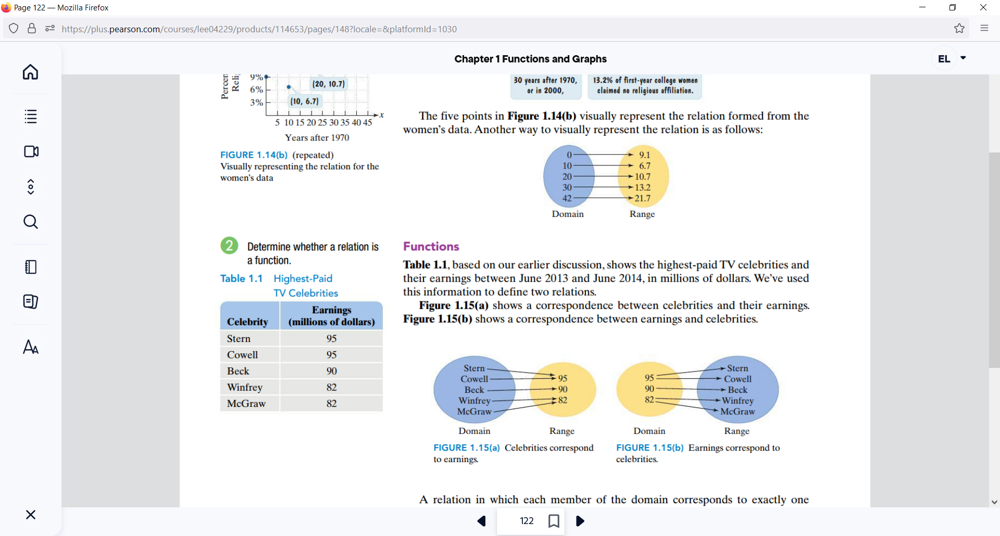 Page 122 — Mozilla Firefox
https://plus.pearson.com/courses/lee04229/products/114653/pages/148?locale=&platformId=1030
Chapter 1 Functions and Graphs
EL
9%
6%
3%
(20, 10.7)
(10, 6.7)
x
5 10 15 20 25 30 35 40 45
Years after 1970
FIGURE 1.14(b) (repeated)
Visually representing the relation for the
women's data
30 years after 1970,
or in 2000,
13.2% of first-year college women
claimed no religious affiliation.
The five points in Figure 1.14(b) visually represent the relation formed from the
women's data. Another way to visually represent the relation is as follows:
0 9.1
10 6.7
20 10.7
30 13.2
42 21.7
Domain Range
2 Determine whether a relation is
a function.
Table 1.1 Highest-Paid
TV Celebrities
Celebrity Earnings
(millions of dollars)
Stern 95
Cowell 95
Beck 90
Winfrey 82
McGraw 82
Functions
Table 1.1, based on our earlier discussion, shows the highest-paid TV celebrities and
their earnings between June 2013 and June 2014, in millions of dollars. We've used
this information to define two relations.
Figure 1.15(a) shows a correspondence between celebrities and their earnings.
Figure 1.15(b) shows a correspondence between earnings and celebrities.
Stern
Cowell
Beck
Winfrey
McGraw
95
90
82
Domain Range
FIGURE 1.15(a) Celebrities correspond
to earnings.
95
90
82
Stern
Cowell
Beck
Winfrey
McGraw
Domain Range
FIGURE 1.15(b) Earnings correspond to
celebrities.
A relation in which each member of the domain corresponds to exactly one
122